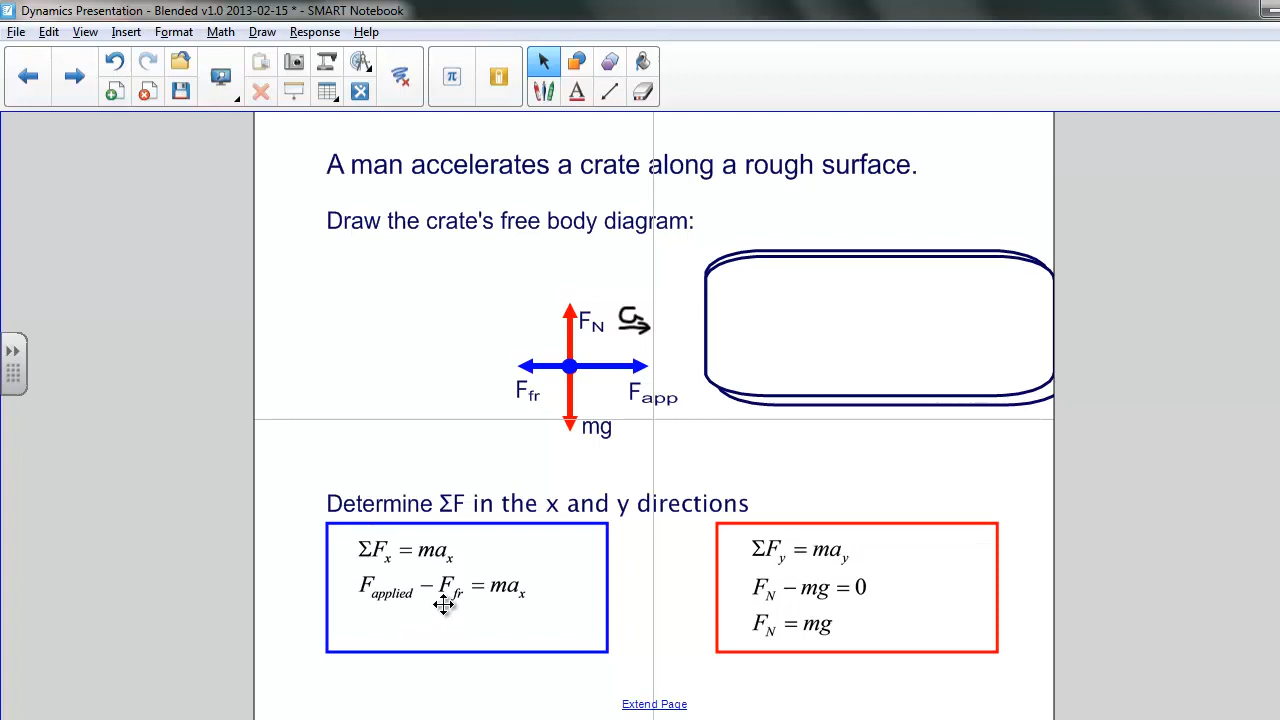 Dynamics Presentation - Blended v1.0 2013-02-15 * - SMART Notebook
File Edit View Insert Format Math Draw Response Help
π A
A man accelerates a crate along a rough surface.
Draw the crate's free body diagram:
F_N
F_fr
F_app
mg
Determine ΣF in the x and y directions
ΣF_x = ma_x
F_applied − F_fr = ma_x
ΣF_y = ma_y
F_N − mg = 0
F_N = mg
Extend Page